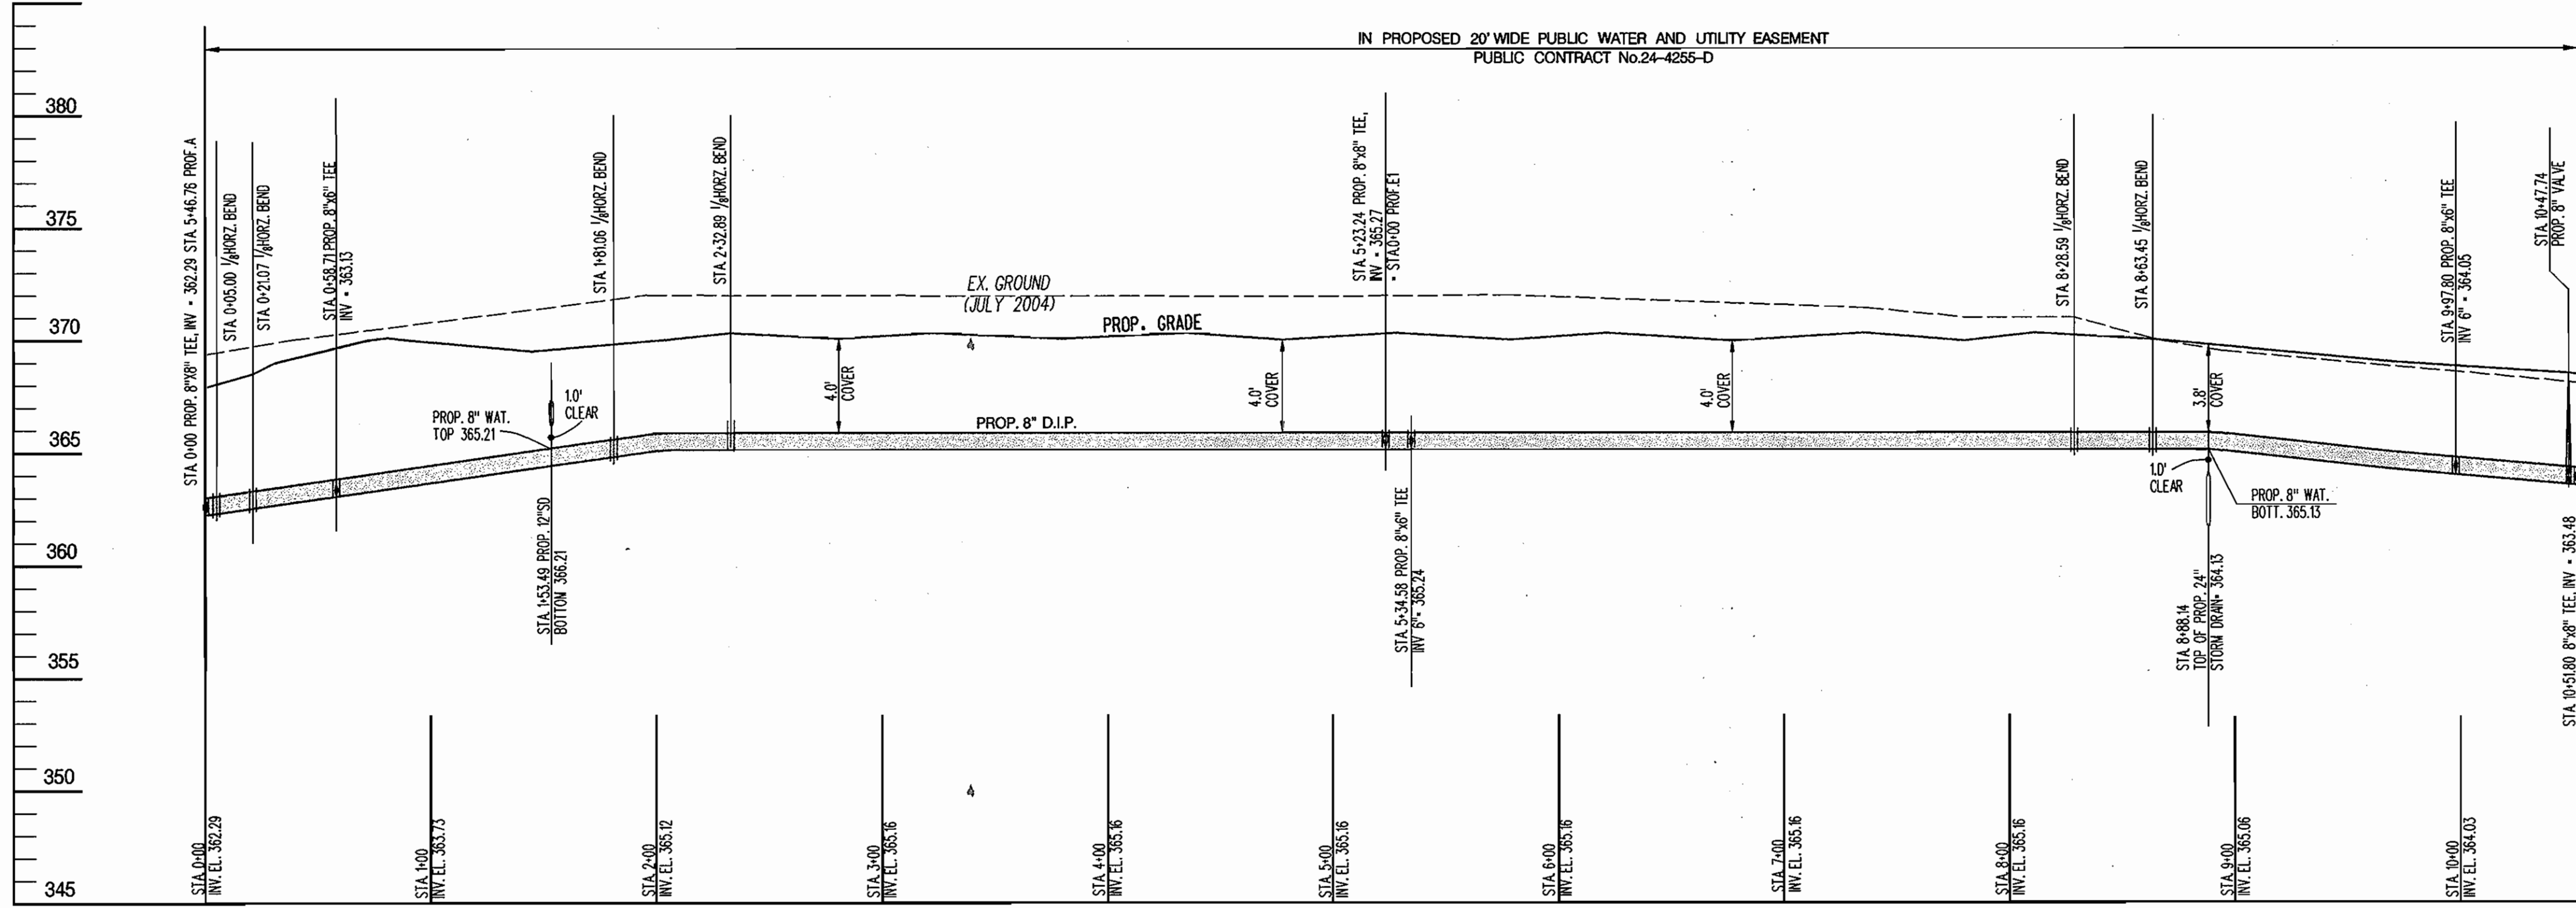 IN PROPOSED 20' WIDE PUBLIC WATER AND UTILITY EASEMENT
PUBLIC CONTRACT No.24-4255-D
380
375
370
365
360
355
350
345
STA. 0+00 PROP. 8"X8" TEE, INV = 362.29 STA. 5+46.76 PROF. A
STA. 0+05.00 1/8 HORZ. BEND
STA. 0+21.07 1/8 HORZ. BEND
STA. 0+58.71 PROP. 8"x6" TEE
INV = 363.13
STA. 1+81.06 1/8 HORZ. BEND
STA. 2+32.89 1/8 HORZ. BEND
STA. 5+23.24 PROP. 8"x8" TEE,
INV = 365.27
= STA.0+00 PROF.E1
STA. 8+28.59 1/8 HORZ. BEND
STA. 8+63.45 1/8 HORZ. BEND
STA. 9+97.80 PRO PROP. 8"x6" TEE
INV 6" = 364.05
STA. 10+47.74
PROP. 8" VALVE
EX. GROUND
(JULY 2004)
PROP. GRADE
PROP. 8" WAT.
TOP 365.21
1.0'
CLEAR
4.0'
COVER
PROP. 8" D.I.P.
4.0'
COVER
4.0'
COVER
3.8'
COVER
1.0'
CLEAR
PROP. 8" WAT.
BOTT. 365.13
STA. 1+53.49 PROP. 12"SD
BOTTOM 366.21
STA. 5+34.58 PROP. 8"x6" TEE
INV 6"= 365.24
STA. 8+88.14
TOP OF PROP. 24"
STORM DRAIN= 364.13
STA. 10+51.80 8"x8" TEE, INV = 363.48
STA. 0+00
INV. EL. 362.29
STA. 1+00
INV. EL. 363.73
STA. 2+00
INV. EL. 365.12
STA. 3+00
INV. EL. 365.16
STA. 4+00
INV. EL. 365.16
STA. 5+00
INV. EL. 365.16
STA. 6+00
INV. EL. 365.16
STA. 7+00
INV. EL. 365.16
STA. 8+00
INV. EL. 365.16
STA. 9+00
INV. EL. 365.06
STA. 10+00
INV. EL. 364.03